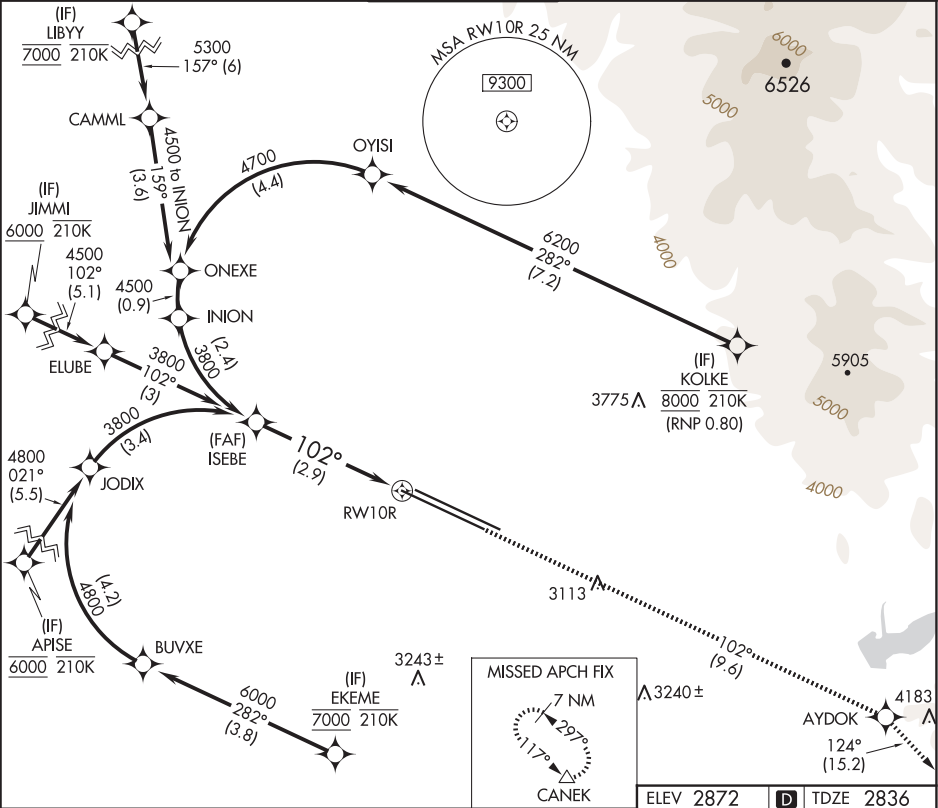 (IF)
LIBYY
7000 210K
5300
157° (6)
CAMML
4500 to INION
159°
(3.6)
MSA RW10R 25 NM
9300
6000
6526
5000
OYISI
4700
(4.4)
(IF)
JIMMI
6000 210K
4500
102°
(5.1)
ONEXE
4500
(0.9)
INION
6200
282°
(7.2)
4000
ELUBE
3800
102°
(3)
(2.4)
3800
(IF)
KOLKE
8000 210K
(RNP 0.80)
3775
5905
5000
4000
3800
(3.4)
(FAF)
ISEBE
102°
(2.9)
4800
021°
(5.5)
JODIX
RW10R
(4.2)
4800
(IF)
APISE
6000 210K
BUVXE
3113
102°
(9.6)
6000
282°
(3.8)
(IF)
EKEME
7000 210K
3243±
MISSED APCH FIX
7 NM
297°
117°
CANEK
3240±
AYDOK
4183
124°
(15.2)
ELEV 2872 D TDZE 2836